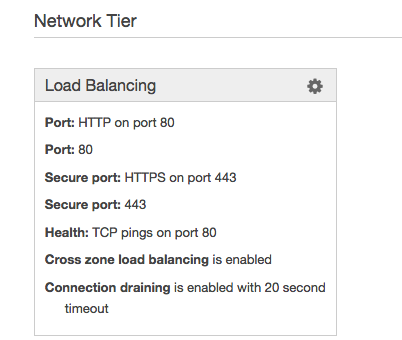 Network Tier
Load Balancing
Port: HTTP on port 80
Port: 80
Secure port: HTTPS on port 443
Secure port: 443
Health: TCP pings on port 80
Cross zone load balancing is enabled
Connection draining is enabled with 20 second
timeout